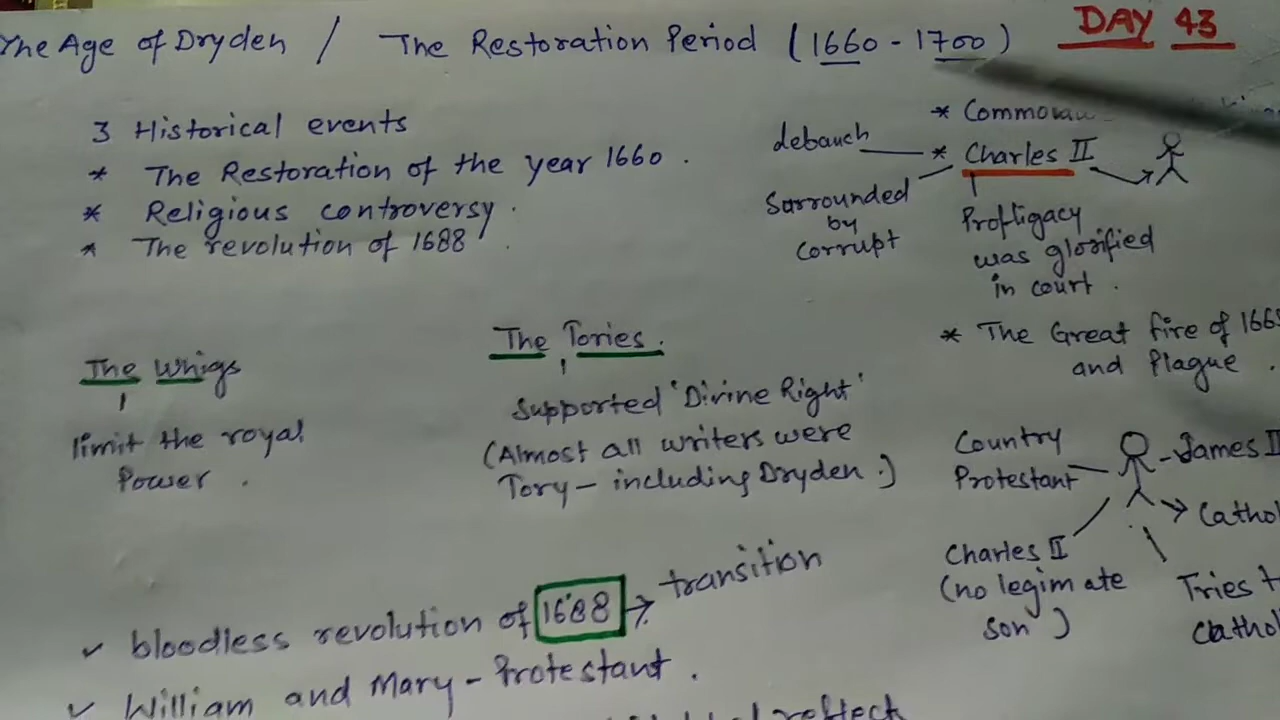 The Age of Dryden / The Restoration Period (1660 - 1700)
DAY 43
3 Historical events
* The Restoration of the year 1660 .
* Religious controversy .
* The revolution of 1688 .
*
debauch
* Charles II
Surrounded
by
Corrupt
Profligacy
was glorified
in court .
* The Great fire of
and Plague .
The Whigs
limit the royal
Power .
The Tories .
Supported 'Divine Right'
(Almost all writers were
Tory - including Dryden .)
Country
Protestant
James II
Charles II
(no legimate
son )
Tries
bloodless revolution of 1688 → transition
William and Mary - Protestant .
reflect